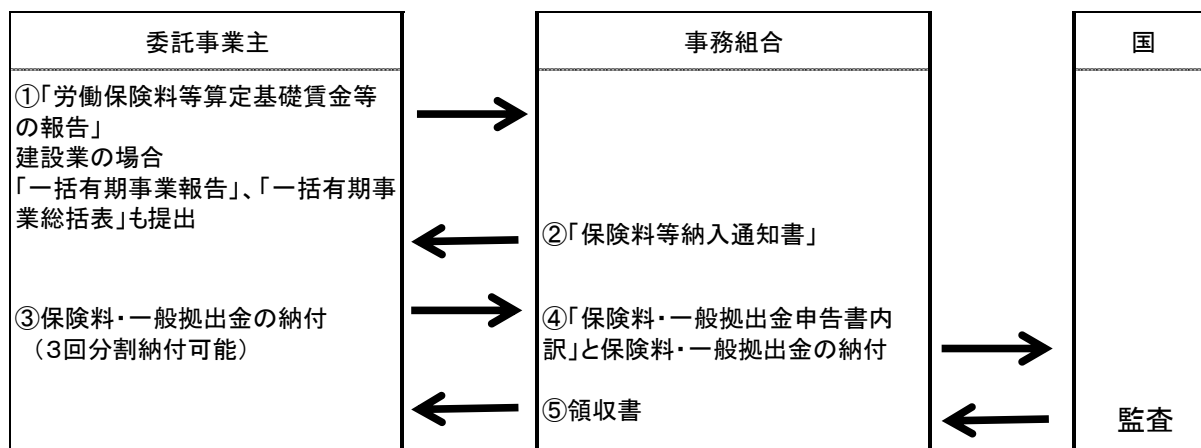 委託事業主
事務組合
国
①「労働保険料等算定基礎賃金等
の報告」
建設業の場合
「一括有期事業報告」、「一括有期事
業総括表」も提出
②「保険料等納入通知書」
③保険料・一般拠出金の納付
（3回分割納付可能）
④「保険料・一般拠出金申告書内
訳」と保険料・一般拠出金の納付
⑤領収書
監査